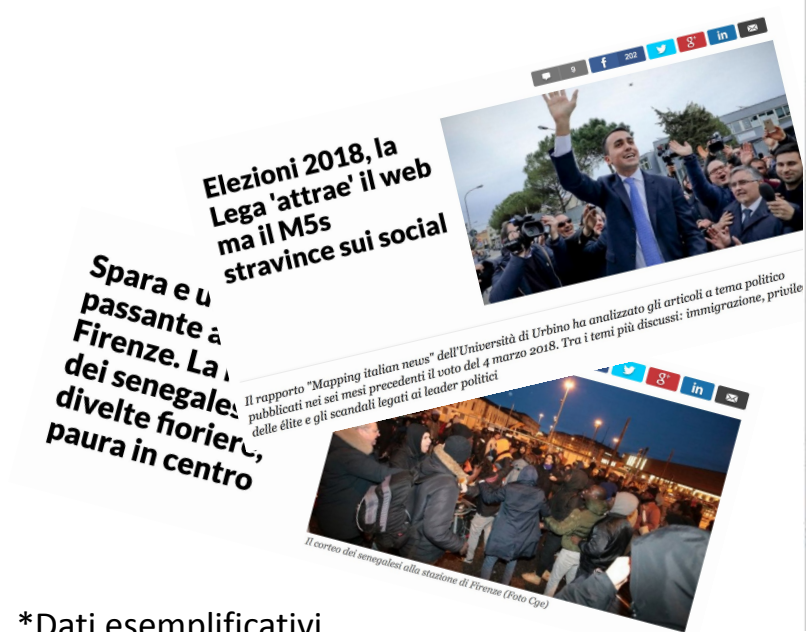 9
f 202
g+
in
Elezioni 2018, la
Lega 'attrae' il web
ma il M5s
stravince sui social
Il rapporto "Mapping italian news" dell'Università di Urbino ha analizzato gli articoli a tema politico
pubblicati nei sei mesi precedenti il voto del 4 marzo 2018. Tra i temi più discussi: immigrazione, privile
delle élite e gli scandali legati ai leader politici
Spara e u
passante a
Firenze. La
dei senegales
divelte fioriere,
paura in centro
g+
in
Il corteo dei senegalesi alla stazione di Firenze (Foto Cge)
*Dati esemplificativi